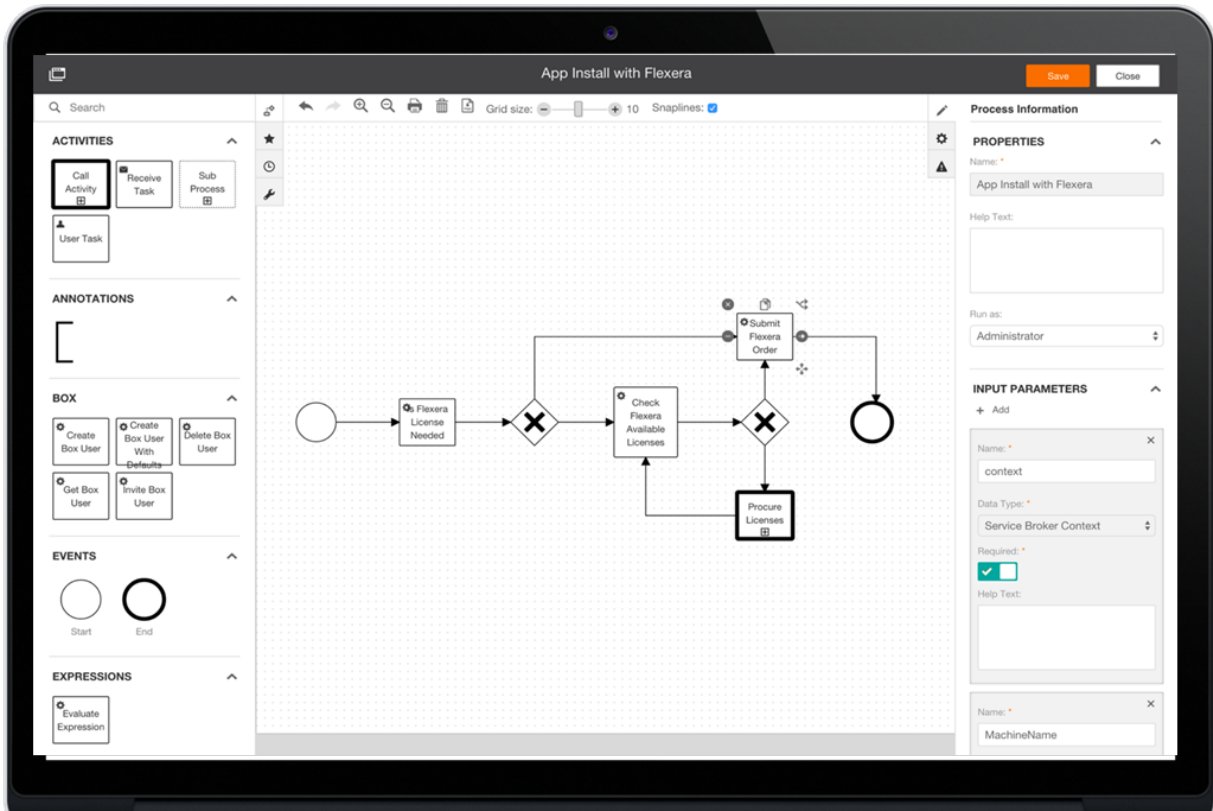 App Install with Flexera
Save
Close
Search
Grid size:
10
Snaplines:
Process Information
ACTIVITIES
Call
Activity
Receive
Task
Sub
Process
User Task
ANNOTATIONS
BOX
Create
Box User
Create
Box User
With
Defaults
Delete Box
User
Get Box
User
Invite Box
User
EVENTS
Start
End
EXPRESSIONS
Evaluate
Expression
s Flexera
License
Needed
Check
Flexera
Available
Licenses
Submit
Flexera
Order
Procure
Licenses
PROPERTIES
Name: *
App Install with Flexera
Help Text:
Run as:
Administrator
INPUT PARAMETERS
+ Add
Name: *
context
Data Type: *
Service Broker Context
Required: *
Help Text:
Name: *
MachineName